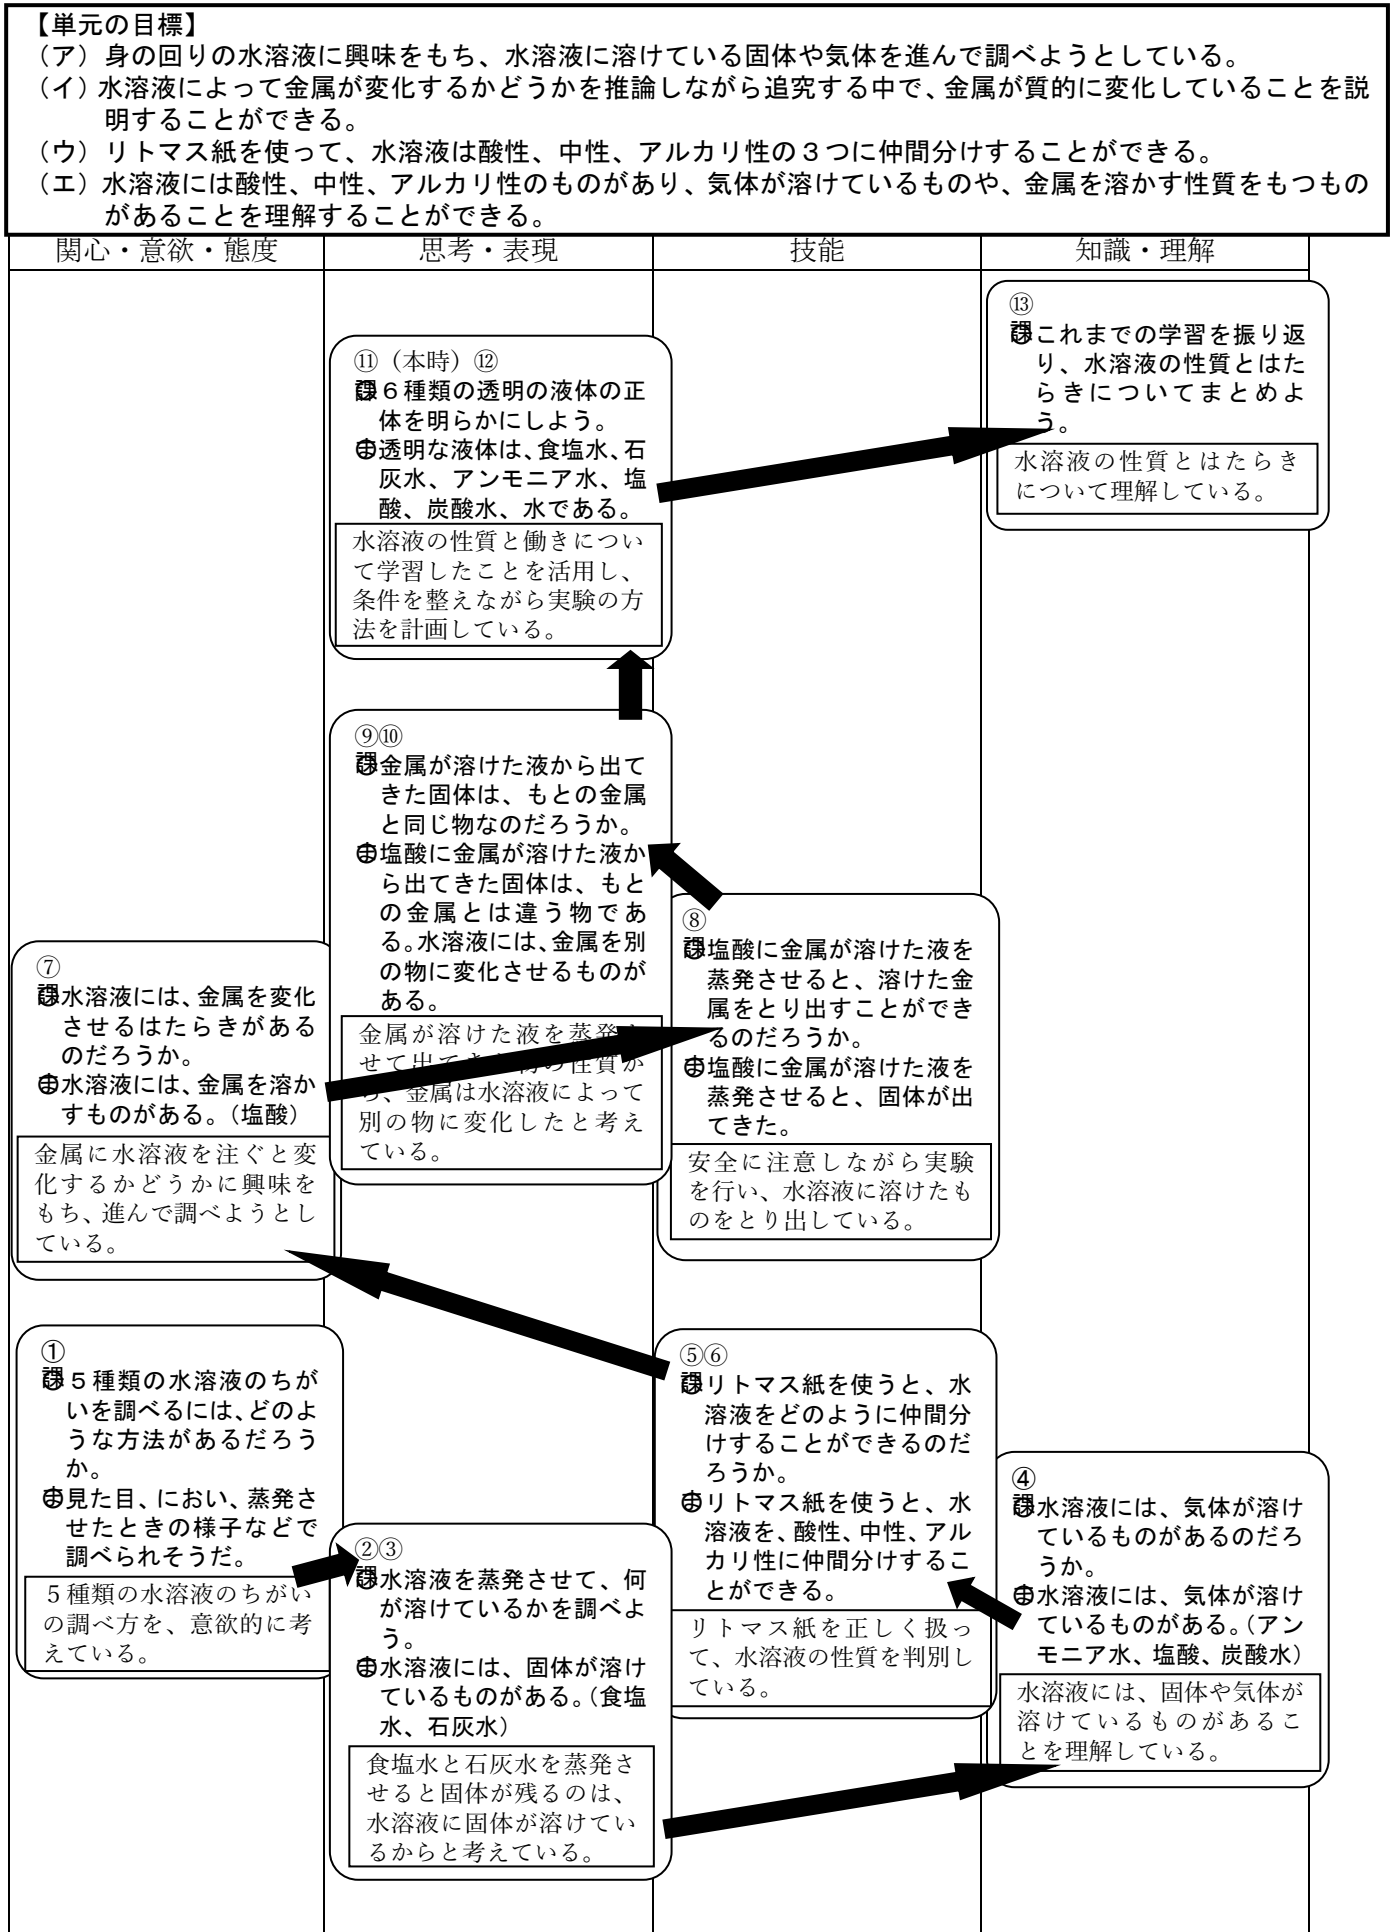 【単元の目標】
（ア）身の回りの水溶液に興味をもち、水溶液に溶けている固体や気体を進んで調べようとしている。
（イ）水溶液によって金属が変化するかどうかを推論しながら追究する中で、金属が質的に変化していることを説
明することができる。
（ウ）リトマス紙を使って、水溶液は酸性、中性、アルカリ性の３つに仲間分けすることができる。
（エ）水溶液には酸性、中性、アルカリ性のものがあり、気体が溶けているものや、金属を溶かす性質をもつもの
があることを理解することができる。
関心・意欲・態度
思考・表現
技能
知識・理解
⑬
課これまでの学習を振り返
り、水溶液の性質とはた
らきについてまとめよ
う。
水溶液の性質とはたらき
について理解している。
⑪（本時）⑫
課６種類の透明の液体の正
体を明らかにしよう。
ま透明な液体は、食塩水、石
灰水、アンモニア水、塩
酸、炭酸水、水である。
水溶液の性質と働きについ
て学習したことを活用し、
条件を整えながら実験の方
法を計画している。
⑨⑩
課金属が溶けた液から出て
きた固体は、もとの金属
と同じ物なのだろうか。
ま塩酸に金属が溶けた液か
ら出てきた固体は、もと
の金属とは違う物であ
る。水溶液には、金属を別
の物に変化させるものが
ある。
金属が溶けた液を蒸発
せて出て
、金属は水溶液によって
別の物に変化したと考え
ている。
⑧
課塩酸に金属が溶けた液を
蒸発させると、溶けた金
属をとり出すことができ
るのだろうか。
ま塩酸に金属が溶けた液を
蒸発させると、固体が出
てきた。
安全に注意しながら実験
を行い、水溶液に溶けたも
のをとり出している。
⑦
課水溶液には、金属を変化
させるはたらきがある
のだろうか。
ま水溶液には、金属を溶か
すものがある。（塩酸）
金属に水溶液を注ぐと変
化するかどうかに興味を
もち、進んで調べようとし
ている。
①
課５種類の水溶液のちが
いを調べるには、どのよ
うな方法があるだろう
か。
ま見た目、におい、蒸発さ
せたときの様子などで
調べられそうだ。
５種類の水溶液のちがい
の調べ方を、意欲的に考
えている。
②③
課水溶液を蒸発させて、何
が溶けているかを調べよ
う。
ま水溶液には、固体が溶け
ているものがある。（食塩
水、石灰水）
食塩水と石灰水を蒸発さ
せると固体が残るのは、
水溶液に固体が溶けてい
るからと考えている。
⑤⑥
課リトマス紙を使うと、水
溶液をどのように仲間分
けすることができるのだ
ろうか。
まリトマス紙を使うと、水
溶液を、酸性、中性、アル
カリ性に仲間分けするこ
とができる。
リトマス紙を正しく扱っ
て、水溶液の性質を判別し
ている。
④
課水溶液には、気体が溶け
ているものがあるのだろ
うか。
ま水溶液には、気体が溶け
ているものがある。（アン
モニア水、塩酸、炭酸水）
水溶液には、固体や気体が
溶けているものがあるこ
とを理解している。